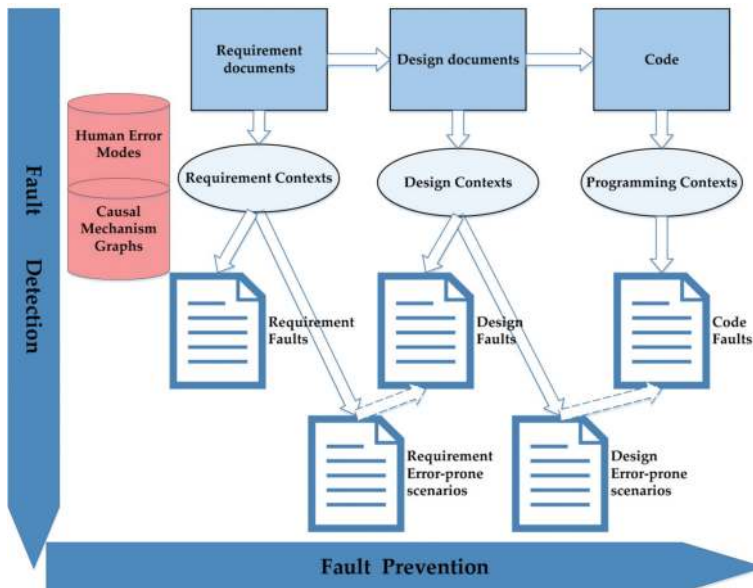 Requirement
documents
Design documents
Code
Human Error
Modes
Causal
Mechanism
Graphs
Requirement Contexts
Design Contexts
Programming Contexts
Requirement
Faults
Design
Faults
Code
Faults
Requirement
Error-prone
scenarios
Design
Error-prone
scenarios
Fault Detection
Fault Prevention